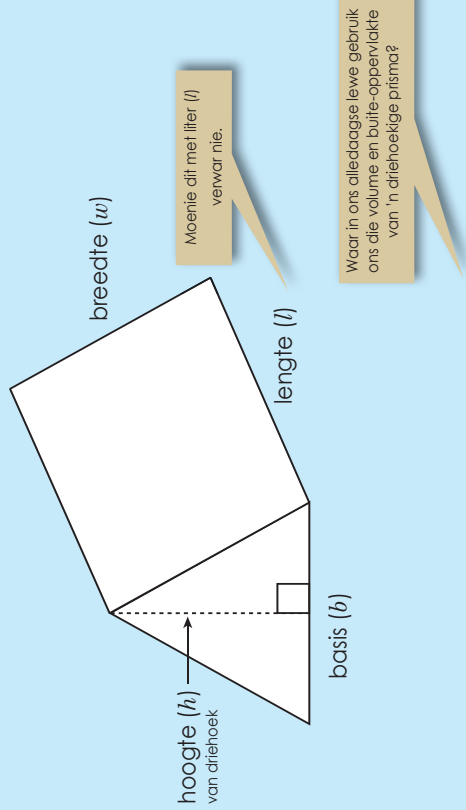 breedte (w)
Moenie dit met liter (l)
verwar nie.
hoogte (h)
van driehoek
lengte (l)
basis (b)
Waar in ons alledaagse lewe gebruik
ons die volume en buite-oppervlakte
van 'n driehoekige prisma?